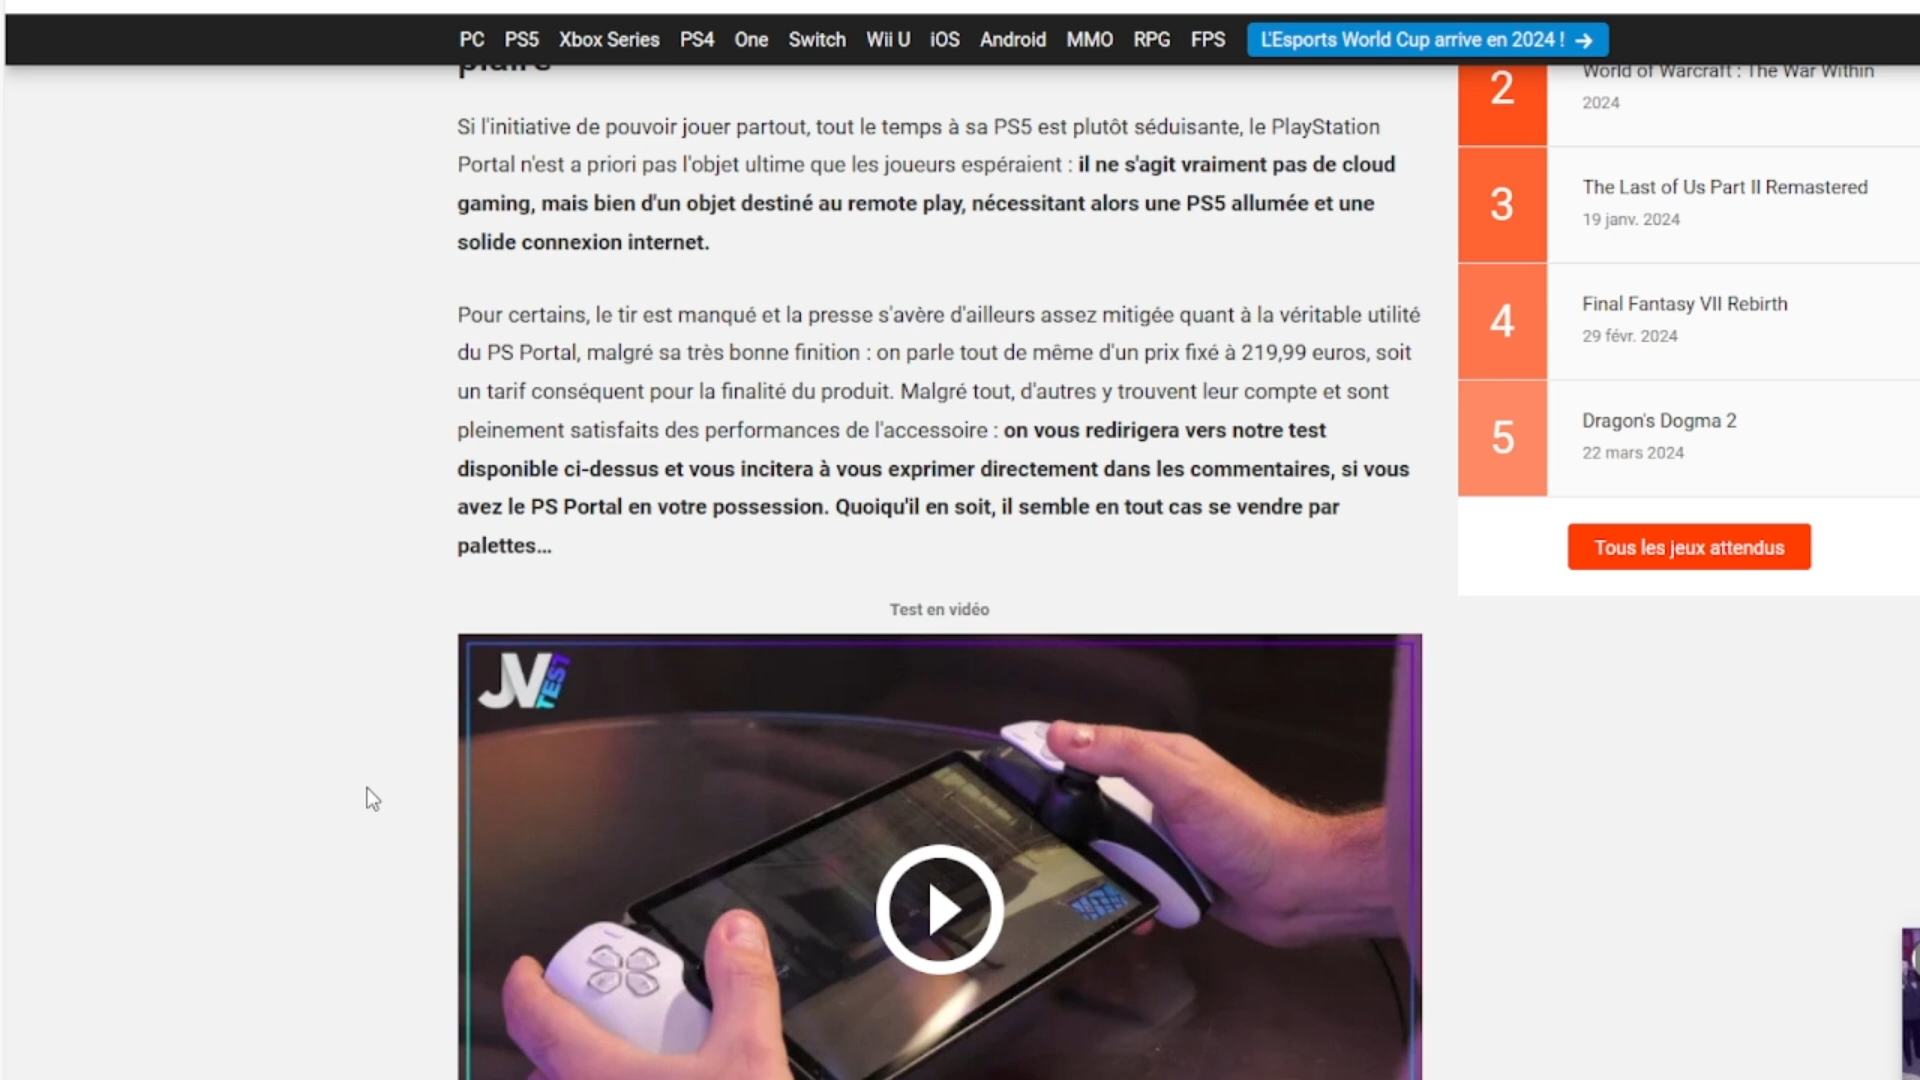 PC PS5 Xbox Series PS4 One Switch Wii U iOS Android MMO RPG FPS L'Esports World Cup arrive en 2024 ! →
plaire
Si l'initiative de pouvoir jouer partout, tout le temps à sa PS5 est plutôt séduisante, le PlayStation
Portal n'est a priori pas l'objet ultime que les joueurs espéraient : il ne s'agit vraiment pas de cloud
gaming, mais bien d'un objet destiné au remote play, nécessitant alors une PS5 allumée et une
solide connexion internet.
Pour certains, le tir est manqué et la presse s'avère d'ailleurs assez mitigée quant à la véritable utilité
du PS Portal, malgré sa très bonne finition : on parle tout de même d'un prix fixé à 219,99 euros, soit
un tarif conséquent pour la finalité du produit. Malgré tout, d'autres y trouvent leur compte et sont
pleinement satisfaits des performances de l'accessoire : on vous redirigera vers notre test
disponible ci-dessus et vous incitera à vous exprimer directement dans les commentaires, si vous
avez le PS Portal en votre possession. Quoiqu'il en soit, il semble en tout cas se vendre par
palettes...
Test en vidéo
JV TEST
2
World of Warcraft : The War Within
2024
3
The Last of Us Part II Remastered
19 janv. 2024
4
Final Fantasy VII Rebirth
29 févr. 2024
5
Dragon's Dogma 2
22 mars 2024
Tous les jeux attendus